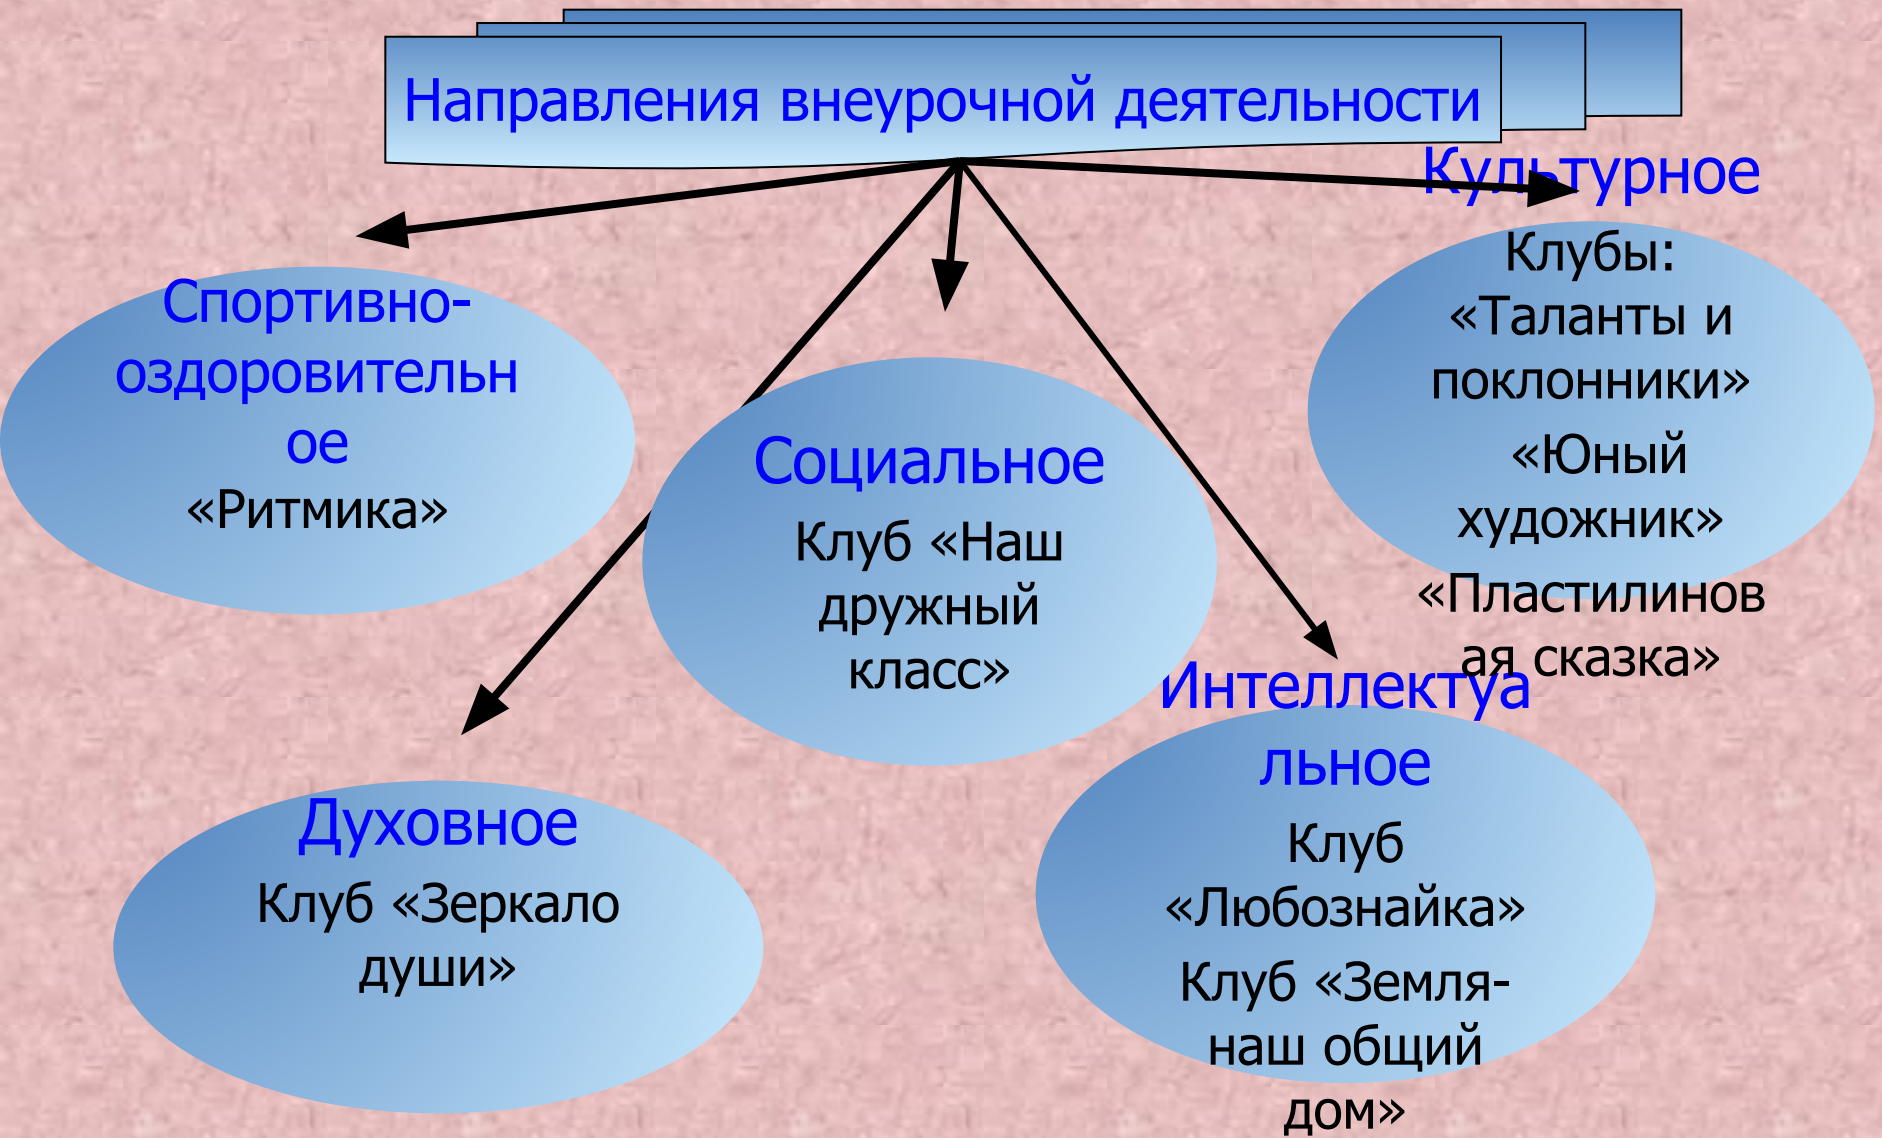 Направления внеурочной деятельности
Спортивно-
оздоровительн
ое
«Ритмика»
Духовное
Клуб «Зеркало
души»
Социальное
Клуб «Наш
дружный
класс»
Интеллектуа
льное
Клуб
«Любознайка»
Клуб «Земля-
наш общий
дом»
Культурное
Клубы:
«Таланты и
поклонники»
«Юный
художник»
«Пластилинов
ая сказка»